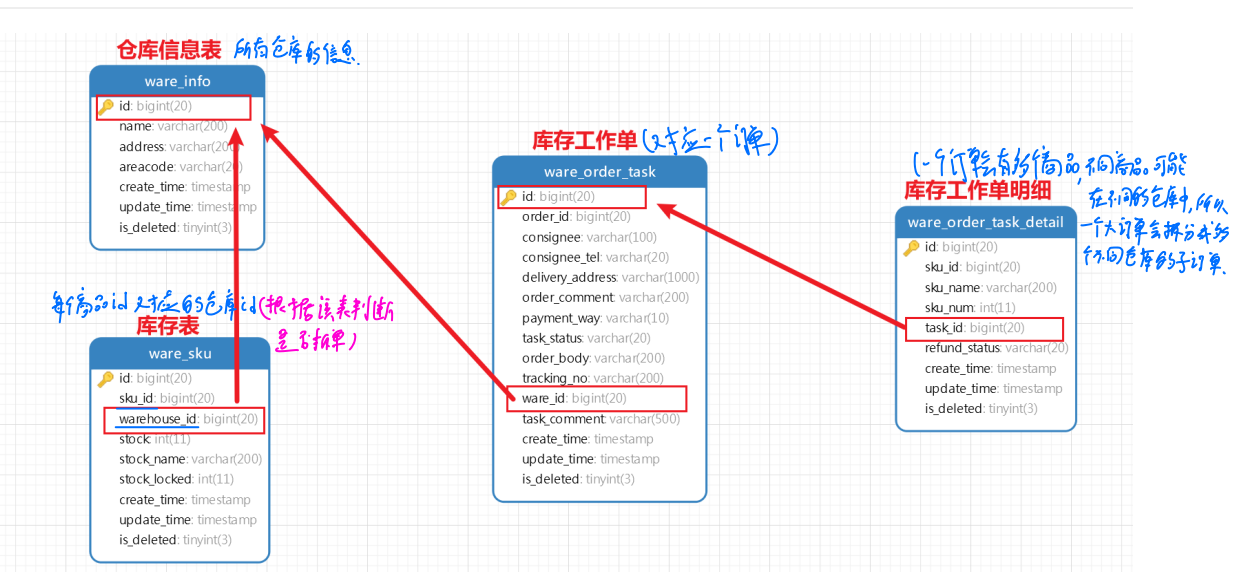 仓库信息表 所有仓库的信息.
ware_info
id: bigint(20)
name: varchar(200)
address: varchar(200)
areacode: varchar(20)
create_time: timestamp
update_time: timestamp
is_deleted: tinyint(3)
每个商品id对应的仓库id(根据该表判断
是否拆单)
库存表
ware_sku
id: bigint(20)
sku_id: bigint(20)
warehouse_id: bigint(20)
stock: int(11)
stock_name: varchar(200)
stock_locked: int(11)
create_time: timestamp
update_time: timestamp
is_deleted: tinyint(3)
库存工作单(对应一个订单)
ware_order_task
id: bigint(20)
order_id: bigint(20)
consignee: varchar(100)
consignee_tel: varchar(20)
delivery_address: varchar(1000)
order_comment: varchar(200)
payment_way: varchar(10)
task_status: varchar(20)
order_body: varchar(200)
tracking_no: varchar(200)
ware_id: bigint(20)
task_comment: varchar(500)
create_time: timestamp
update_time: timestamp
is_deleted: tinyint(3)
(一个订单会有多个商品,不同商品可能
在不同的仓库中,所以
一个大订单会拆分成多
个不同仓库的子订单.
库存工作单明细
ware_order_task_detail
id: bigint(20)
sku_id: bigint(20)
sku_name: varchar(200)
sku_num: int(11)
task_id: bigint(20)
refund_status: varchar(20)
create_time: timestamp
update_time: timestamp
is_deleted: tinyint(3)